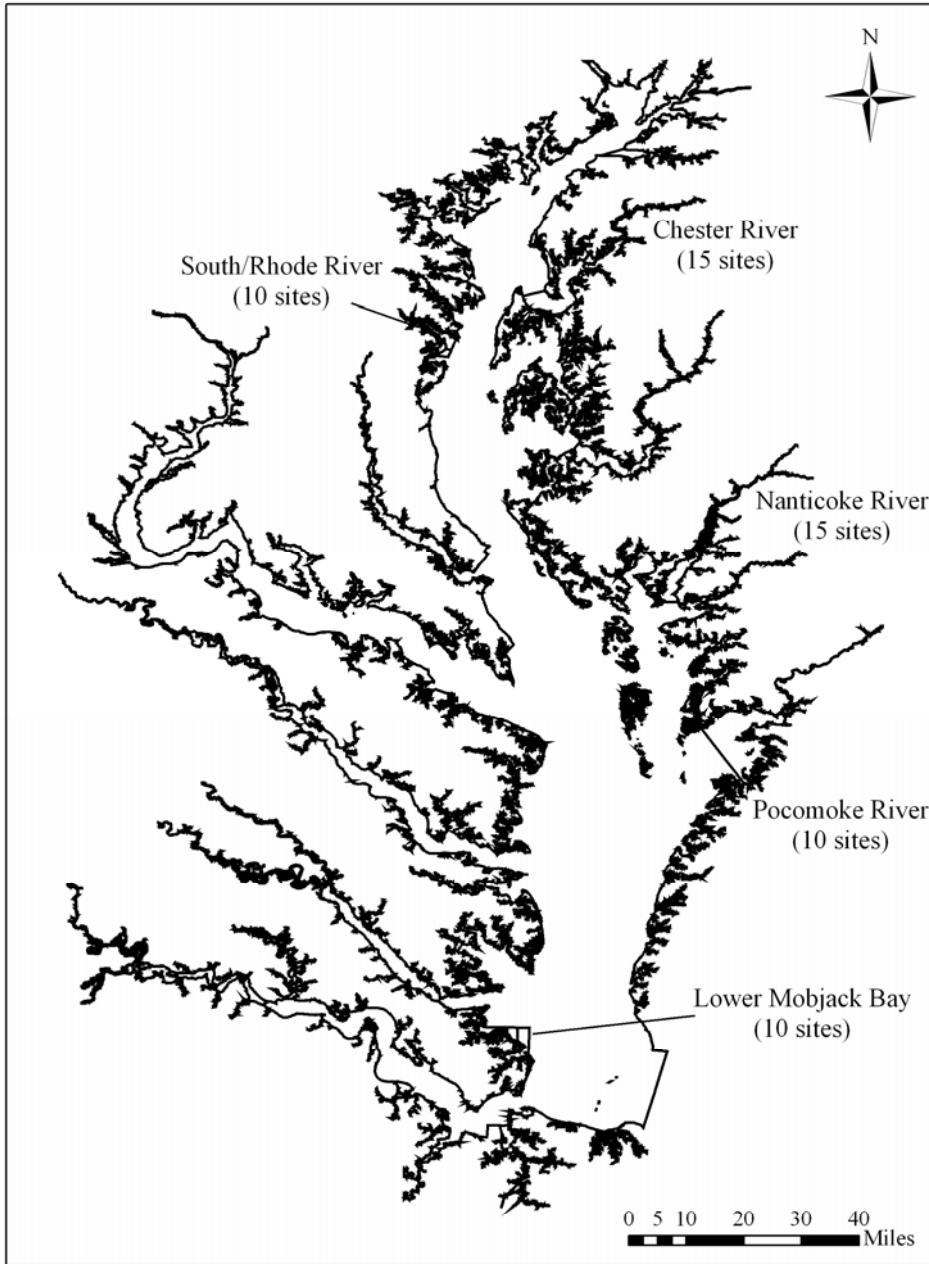 N
Chester River
(15 sites)
South/Rhode River
(10 sites)
Nanticoke River
(15 sites)
Pocomoke River
(10 sites)
Lower Mobjack Bay
(10 sites)
0 5 10 20 30 40
Miles